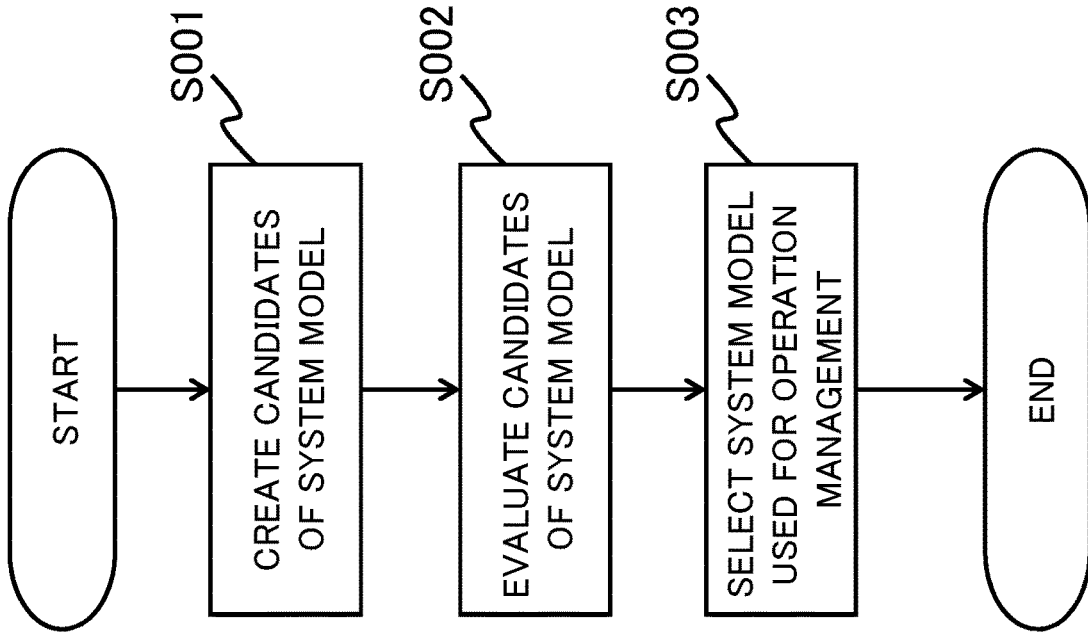 START
S001
CREATE CANDIDATES
OF SYSTEM MODEL
S002
EVALUATE CANDIDATES
OF SYSTEM MODEL
S003
SELECT SYSTEM MODEL
USED FOR OPERATION
MANAGEMENT
END